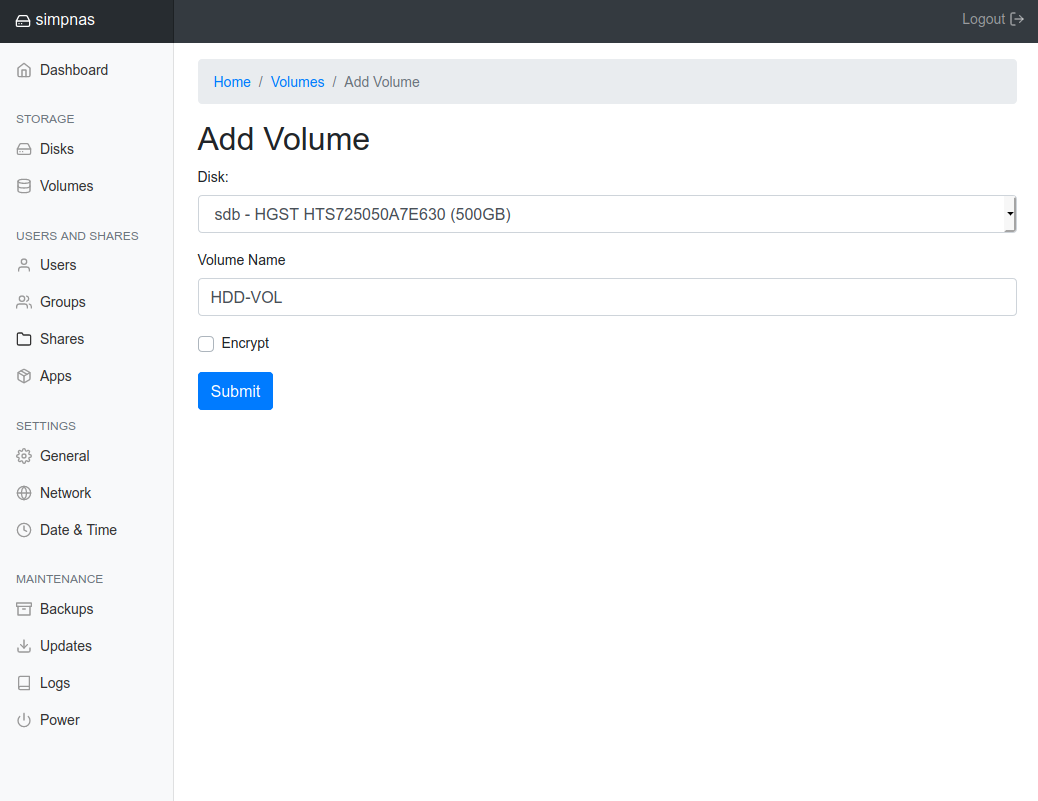 simpnas
Logout
Dashboard
STORAGE
Disks
Volumes
USERS AND SHARES
Users
Groups
Shares
Apps
SETTINGS
General
Network
Date & Time
MAINTENANCE
Backups
Updates
Logs
Power
Home / Volumes / Add Volume
Add Volume
Disk:
sdb - HGST HTS725050A7E630 (500GB)
Volume Name
HDD-VOL
Encrypt
Submit